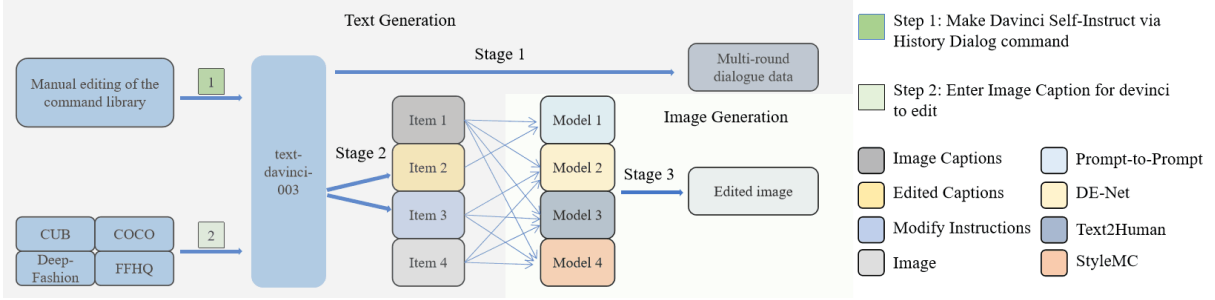 Text Generation
Stage 1
Manual editing of the
command library
1
text-
davinci-
003
Multi-round
dialogue data
Item 1
Item 2
Item 3
Item 4
Stage 2
Model 1
Model 2
Model 3
Model 4
Image Generation
Stage 3
Edited image
CUB
COCO
Deep-
Fashion
FFHQ
2
Step 1: Make Davinci Self-Instruct via
History Dialog command
Step 2: Enter Image Caption for devinci
to edit
Image Captions
Edited Captions
Modify Instructions
Image
Prompt-to-Prompt
DE-Net
Text2Human
StyleMC